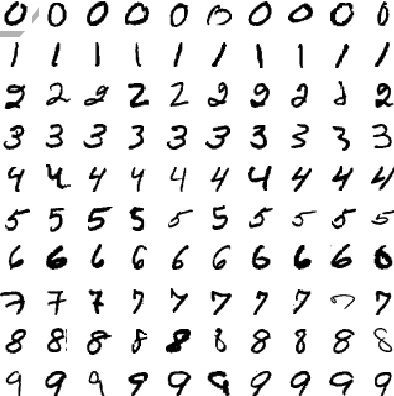 0 0 0 0 0 0 0 0 0 0
1 1 1 1 1 1 1 1 1 1
2 2 2 2 2 2 2 2 2 2
3 3 3 3 3 3 3 3 3 3
4 4 4 4 4 4 4 4 4 4
5 5 5 5 5 5 5 5 5 5
6 6 6 6 6 6 6 6 6 6
7 7 7 7 7 7 7 7 7 7
8 8 8 8 8 8 8 8 8 8
9 9 9 9 9 9 9 9 9 9